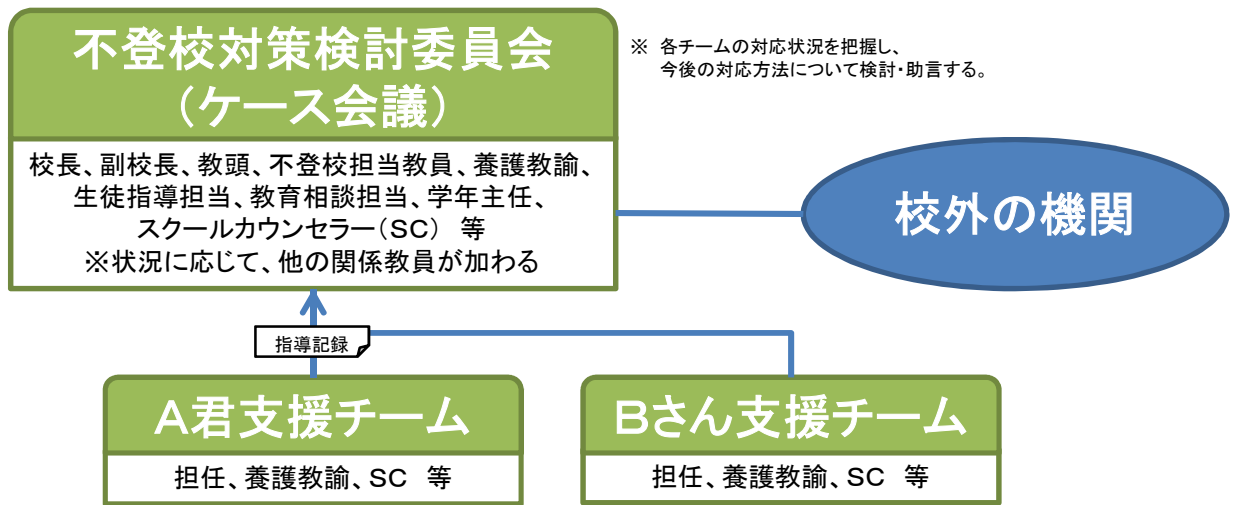 不登校対策検討委員会
(ケース会議)
※ 各チームの対応状況を把握し、
今後の対応方法について検討・助言する。
校長、副校長、教頭、不登校担当教員、養護教諭、
生徒指導担当、教育相談担当、学年主任、
スクールカウンセラー(SC) 等
※状況に応じて、他の関係教員が加わる
校外の機関
指導記録
A君支援チーム
担任、養護教諭、SC 等
Bさん支援チーム
担任、養護教諭、SC 等